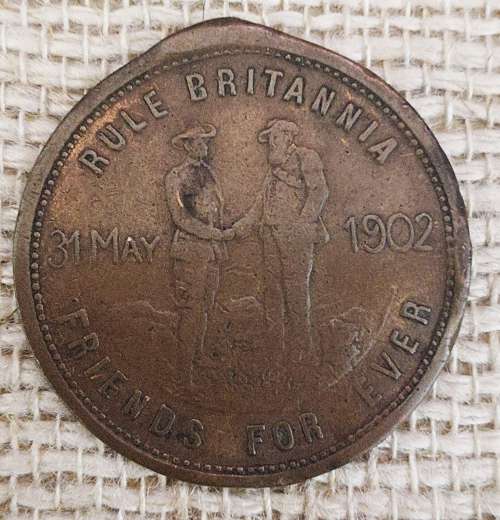 RULE BRITANNIA
31 MAY 1902
FRIENDS FOR EVER